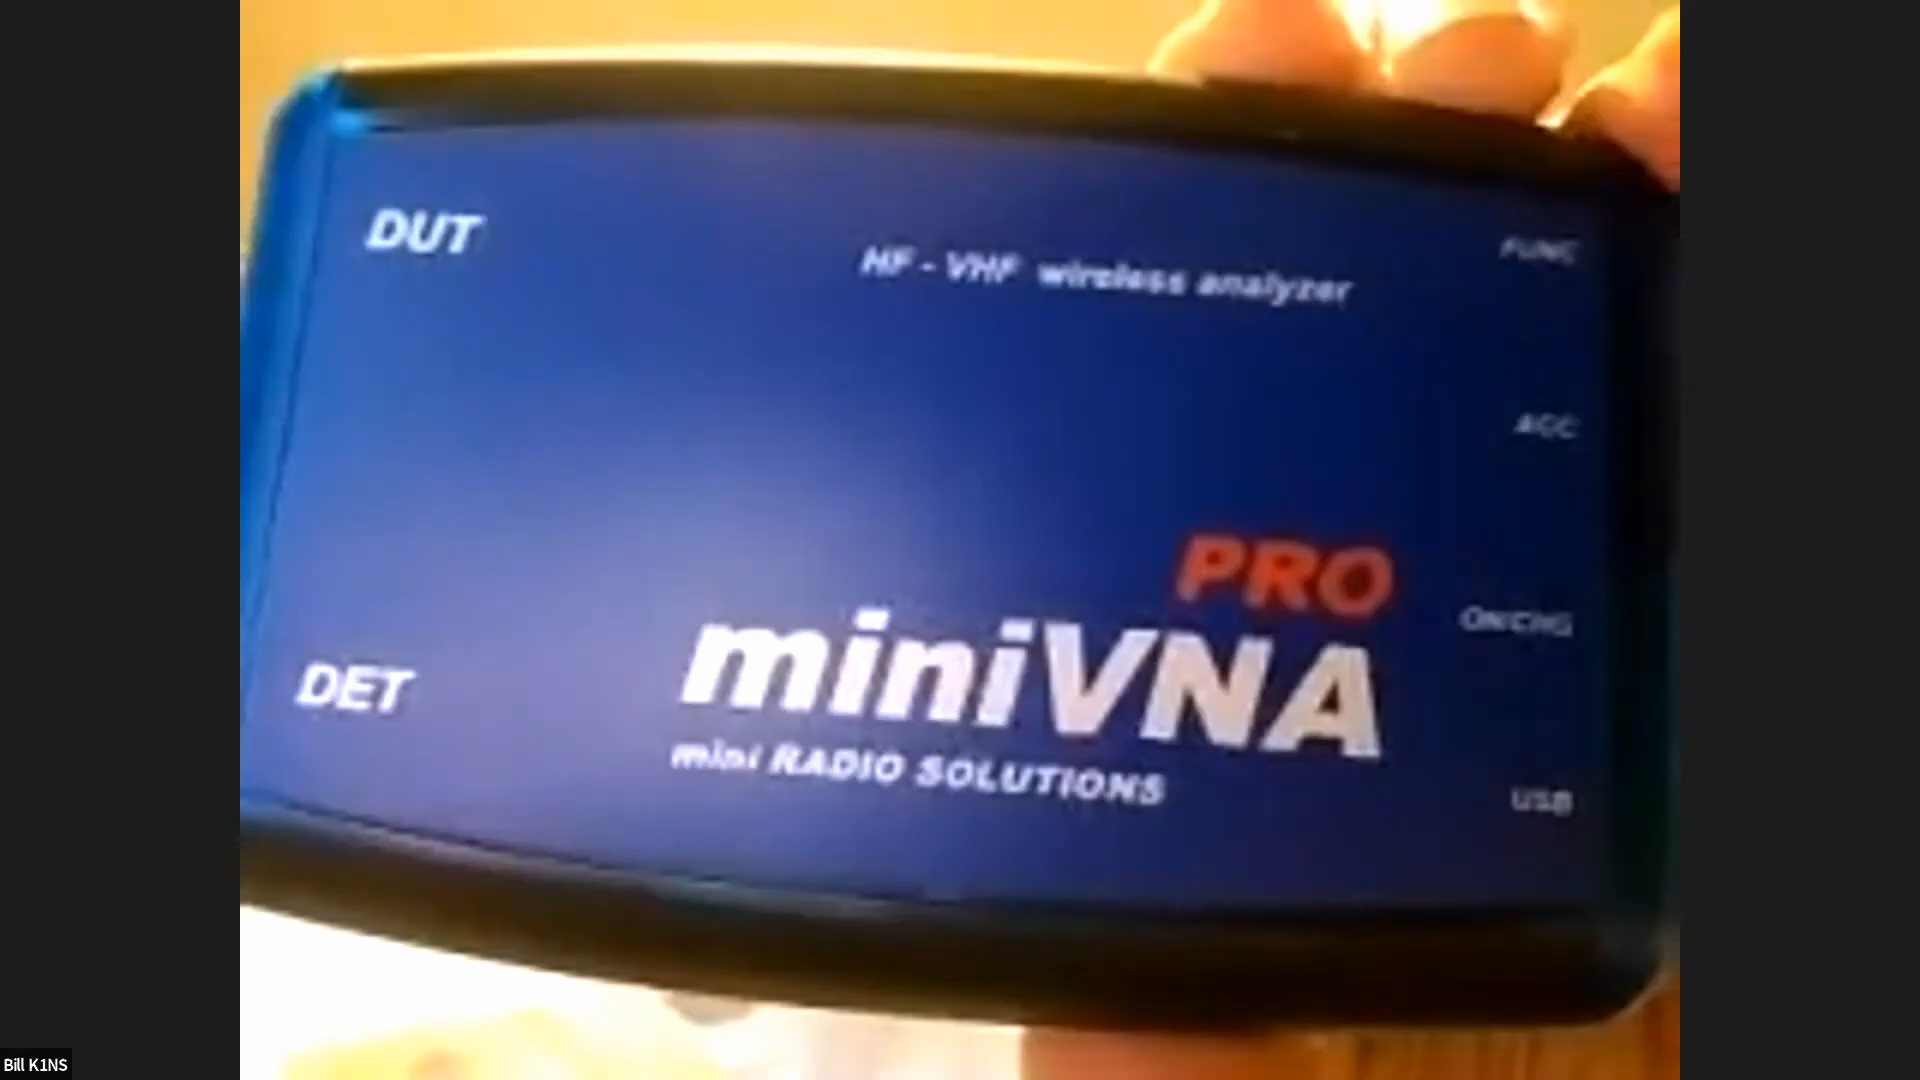 DUT
HF - VHF wireless analyzer
FUNC
ACC
PRO
ON/CHG
miniVNA
DET
mini RADIO SOLUTIONS
USB
Bill K1NS